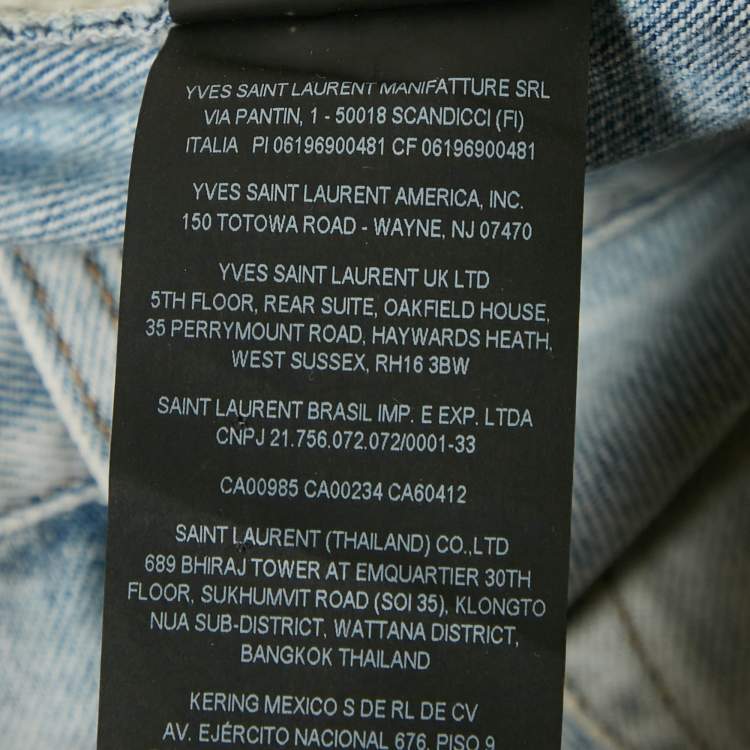 YVES SAINT LAURENT MANIFATTURE SRL
VIA PANTIN, 1 - 50018 SCANDICCI (FI)
ITALIA PI 06196900481 CF 06196900481
YVES SAINT LAURENT AMERICA, INC.
150 TOTOWA ROAD - WAYNE, NJ 07470
YVES SAINT LAURENT UK LTD
5TH FLOOR, REAR SUITE, OAKFIELD HOUSE,
35 PERRYMOUNT ROAD, HAYWARDS HEATH,
WEST SUSSEX, RH16 3BW
SAINT LAURENT BRASIL IMP. E EXP. LTDA
CNPJ 21.756.072.072/0001-33
CA00985 CA00234 CA60412
SAINT LAURENT (THAILAND) CO.,LTD
689 BHIRAJ TOWER AT EMQUARTIER 30TH
FLOOR, SUKHUMVIT ROAD (SOI 35), KLONGTO
NUA SUB-DISTRICT, WATTANA DISTRICT,
BANGKOK THAILAND
KERING MEXICO S DE RL DE CV
AV. EJÉRCITO NACIONAL 676, PISO 9